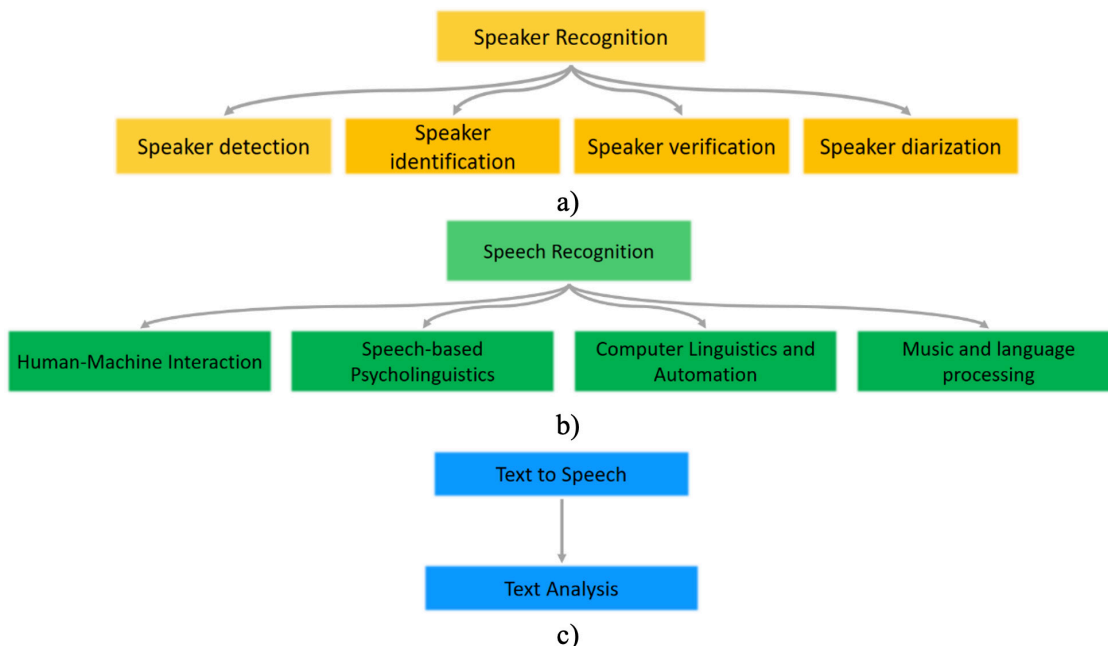 Speaker Recognition
Speaker detection
Speaker
identification
Speaker verification
Speaker diarization
a)
Speech Recognition
Human-Machine Interaction
Speech-based
Psycholinguistics
Computer Linguistics and
Automation
Music and language
processing
b)
Text to Speech
Text Analysis
c)